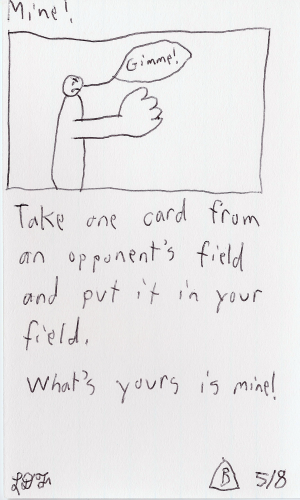 Mine!
Gimme!
Take one card from
an opponent's field
and put it in your
field.
What's yours is mine!
B 5/8